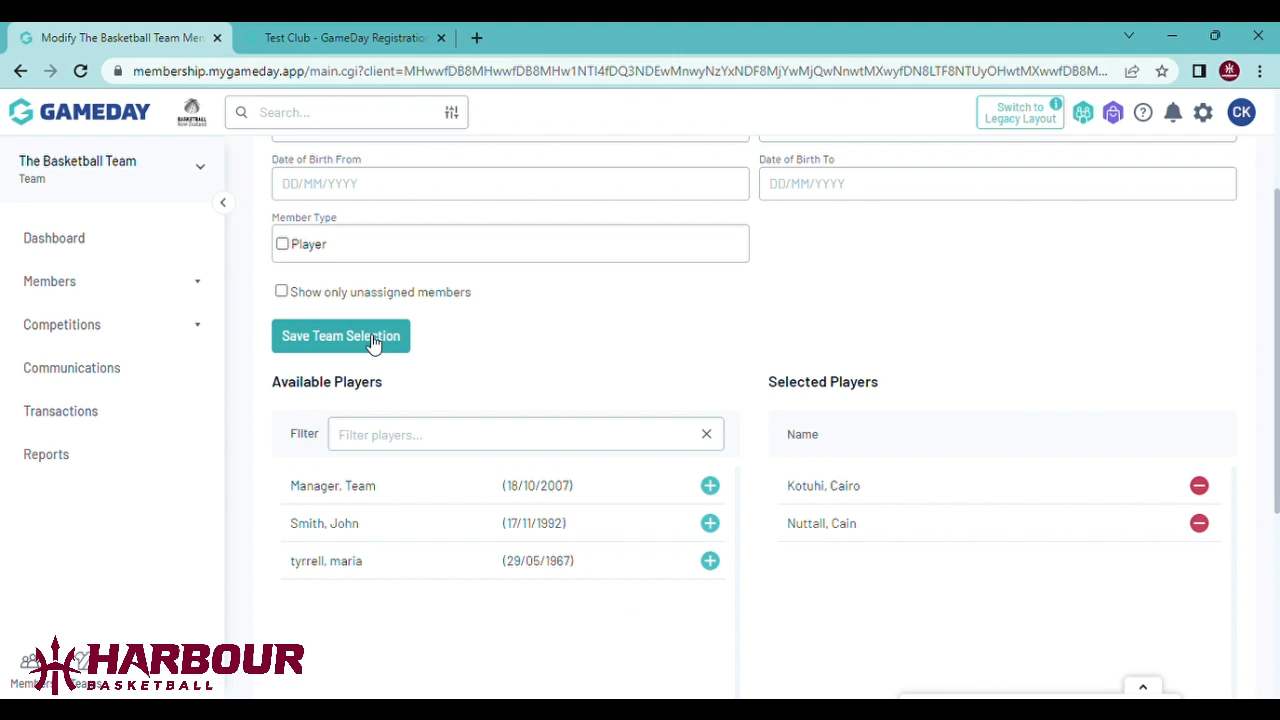 Modify The Basketball Team Mer
Test Club - GameDay Registratio
membership.mygameday.app/main.cgi?client=MHwwfDB8MHwwfDB8MHw1NTI4fDQ3NDEwMnwyNzYxNDF8MjYwMjQwNnwtMXwyfDN8LTF8NTUyOHwtMXwwfDB8M...
GAMEDAY
BASKETBALL
Search...
Switch to
Legacy Layout
CK
The Basketball Team
Team
Dashboard
Members
Competitions
Communications
Transactions
Reports
Date of Birth From
Date of Birth To
DD/MM/YYYY
DD/MM/YYYY
Member Type
Player
Show only unassigned members
Save Team Selection
Available Players
Selected Players
Filter
Filter players...
Name
Manager, Team (18/10/2007)
Kotuhi, Cairo
Smith, John (17/11/1992)
Nuttall, Cain
tyrrell, maria (29/05/1967)
HARBOUR
BASKETBALL